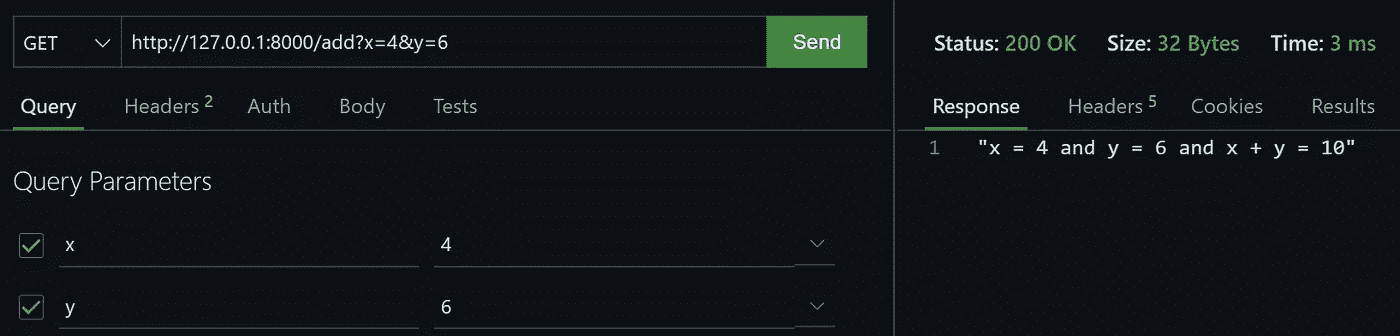 GET http://127.0.0.1:8000/add?x=4&y=6 Send
Query Headers 2 Auth Body Tests
Query Parameters
x 4
y 6
Status: 200 OK Size: 32 Bytes Time: 3 ms
Response Headers 5 Cookies Results
1 "x = 4 and y = 6 and x + y = 10"